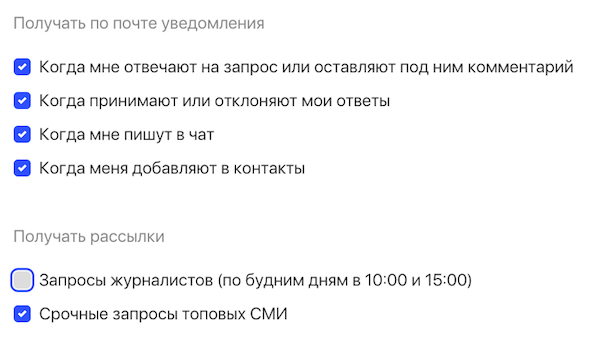 Получать по почте уведомления
Когда мне отвечают на запрос или оставляют под ним комментарий
Когда принимают или отклоняют мои ответы
Когда мне пишут в чат
Когда меня добавляют в контакты
Получать рассылки
Запросы журналистов (по будним дням в 10:00 и 15:00)
Срочные запросы топовых СМИ